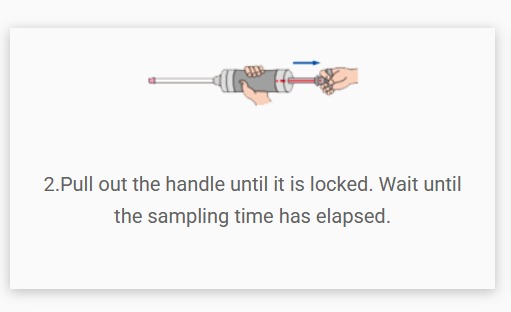 2.Pull out the handle until it is locked. Wait until
the sampling time has elapsed.